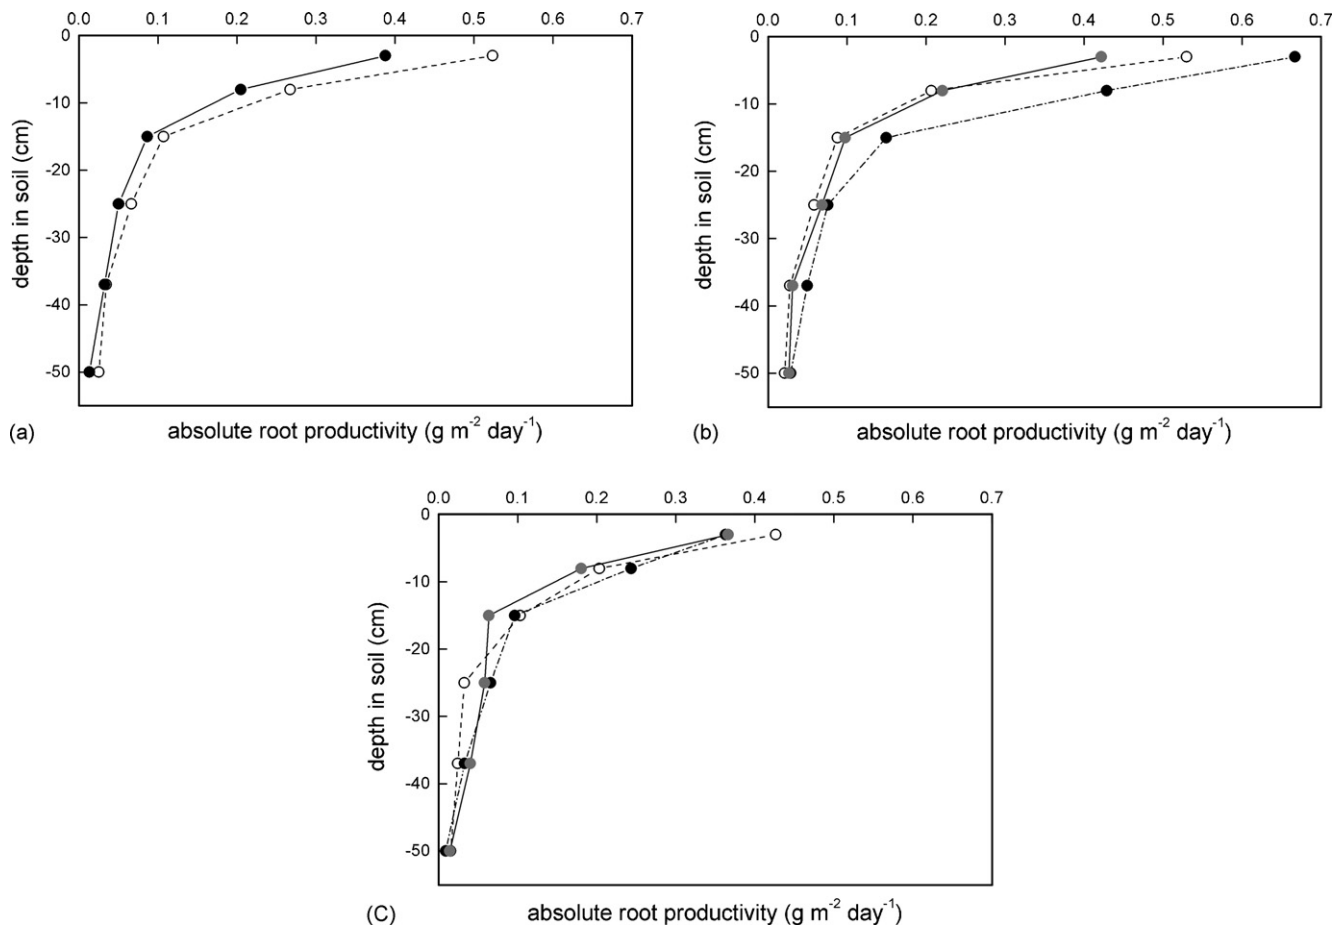 0.0 0.1 0.2 0.3 0.4 0.5 0.6 0.7
0
-10
-20
-30
-40
-50
depth in soil (cm)
(a) absolute root productivity (g m⁻² day⁻¹)
0.0 0.1 0.2 0.3 0.4 0.5 0.6 0.7
0
-10
-20
-30
-40
-50
depth in soil (cm)
(b) absolute root productivity (g m⁻² day⁻¹)
0.0 0.1 0.2 0.3 0.4 0.5 0.6 0.7
0
-10
-20
-30
-40
-50
depth in soil (cm)
(C) absolute root productivity (g m⁻² day⁻¹)